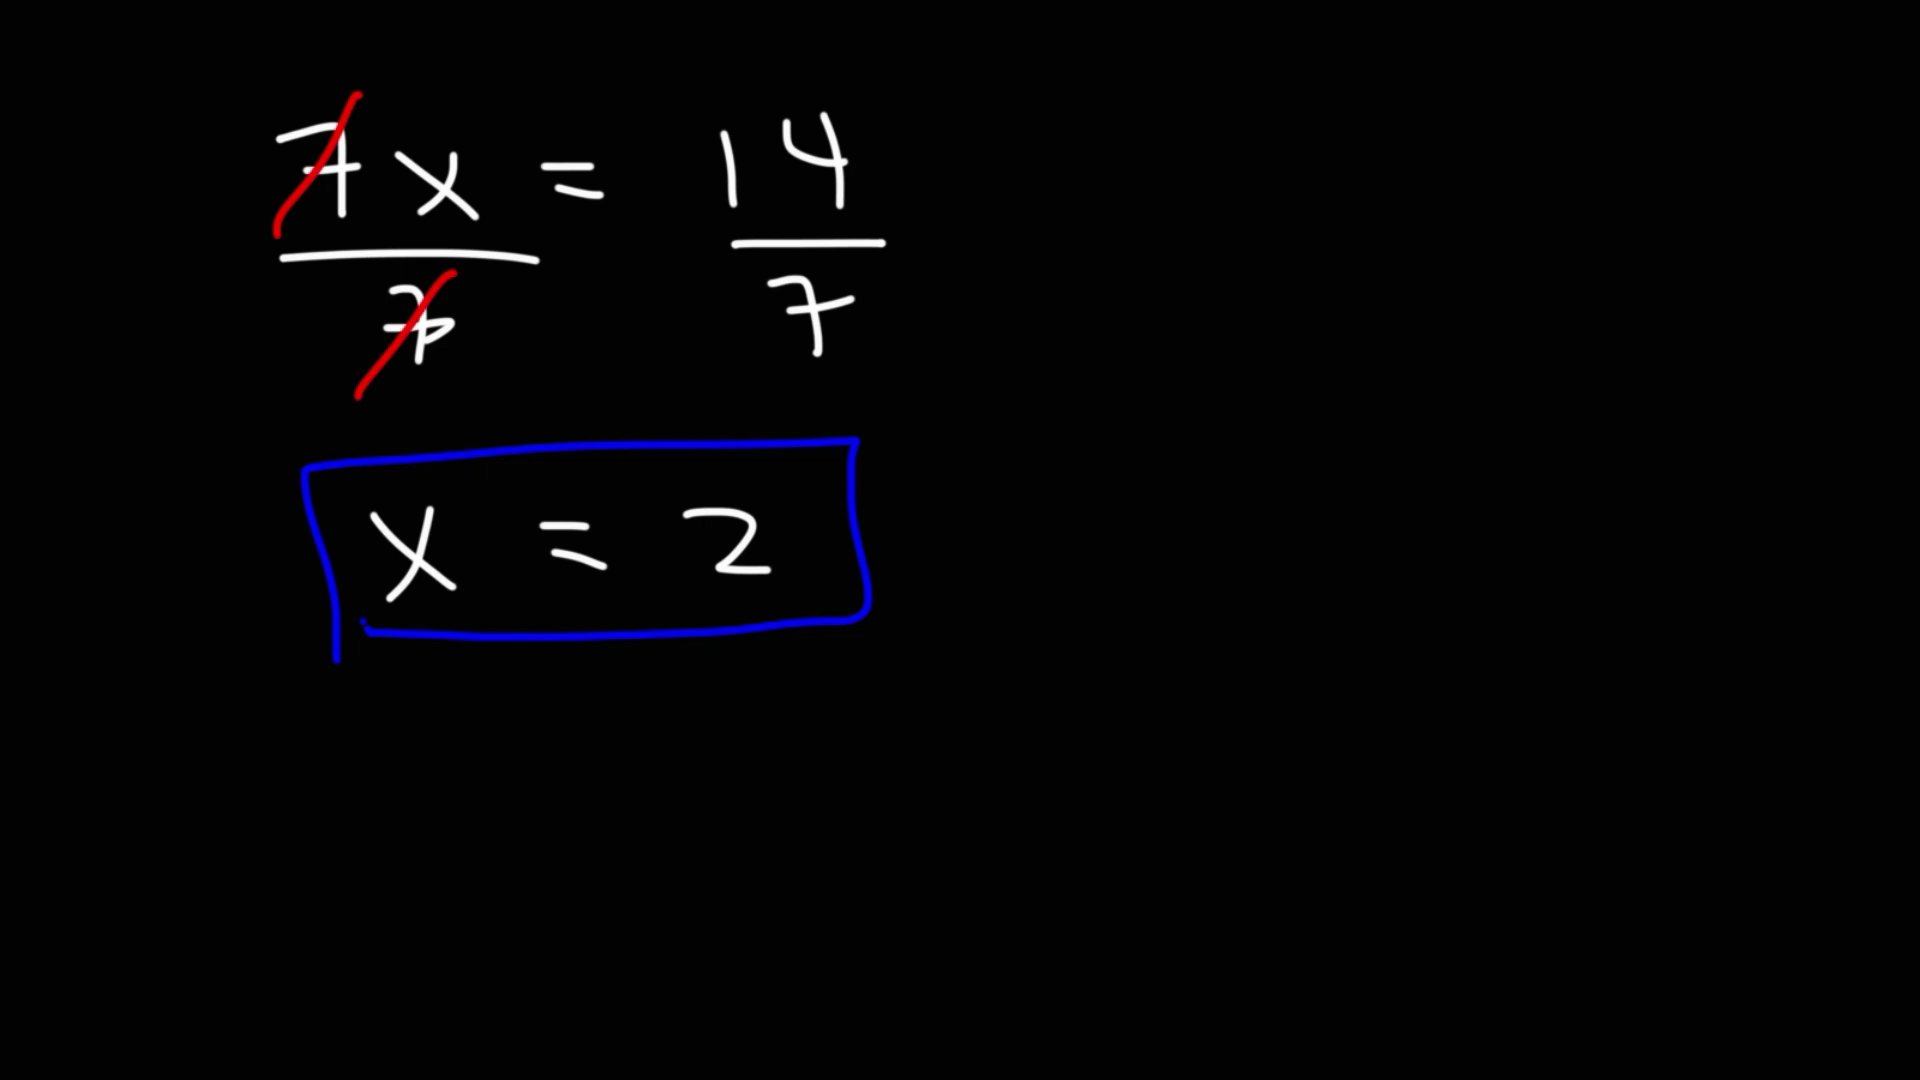 7x = 14
7 7
x = 2